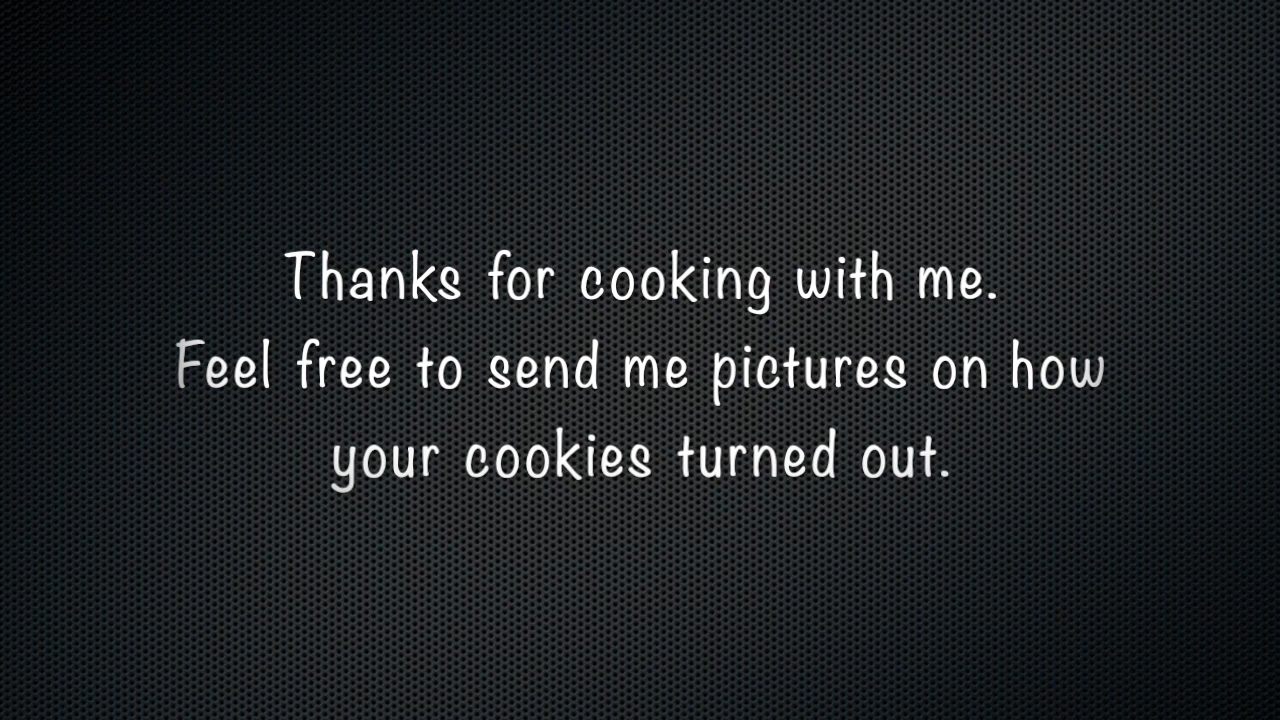 Thanks for cooking with me.
Feel free to send me pictures on how
your cookies turned out.